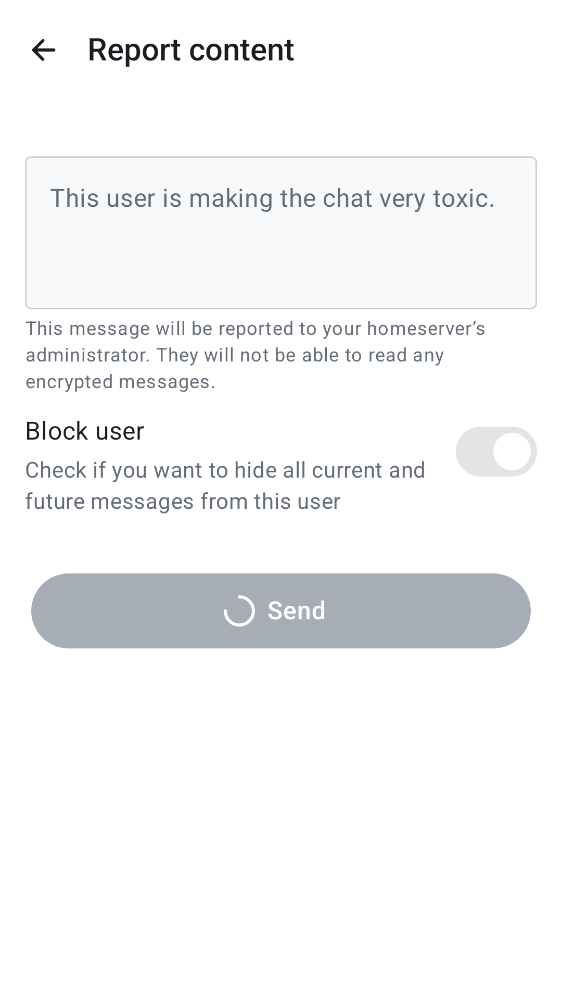 Report content
This user is making the chat very toxic.
This message will be reported to your homeserver’s
administrator. They will not be able to read any
encrypted messages.
Block user
Check if you want to hide all current and
future messages from this user
Send